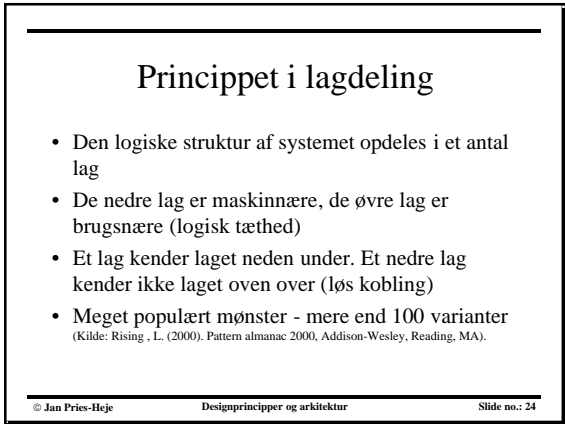 Princippet i lagdeling
• Den logiske struktur af systemet opdeles i et antal
lag
• De nedre lag er maskinnære, de øvre lag er
brugsnære (logisk tæthed)
• Et lag kender laget neden under. Et nedre lag
kender ikke laget oven over (løs kobling)
• Meget populært mønster - mere end 100 varianter
(Kilde: Rising , L. (2000). Pattern almanac 2000, Addison-Wesley, Reading, MA).
© Jan Pries-Heje Designprincipper og arkitektur Slide no.: 24